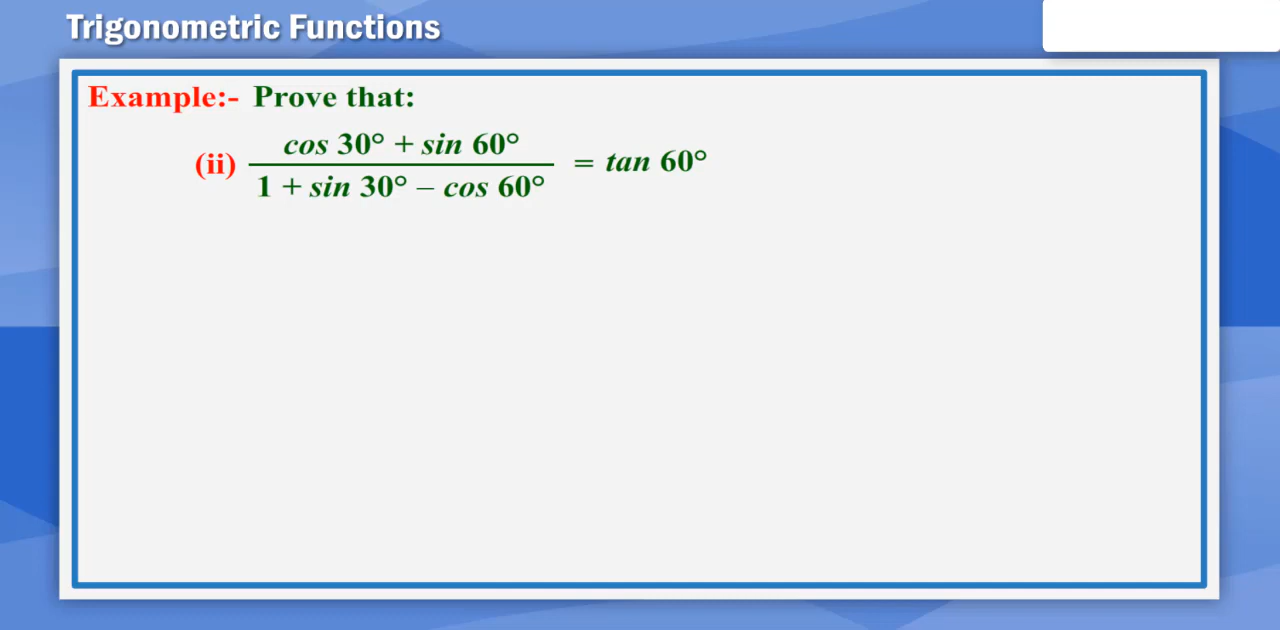 Trigonometric Functions
Example:- Prove that:
(ii) cos 30° + sin 60° / 1 + sin 30° – cos 60° = tan 60°